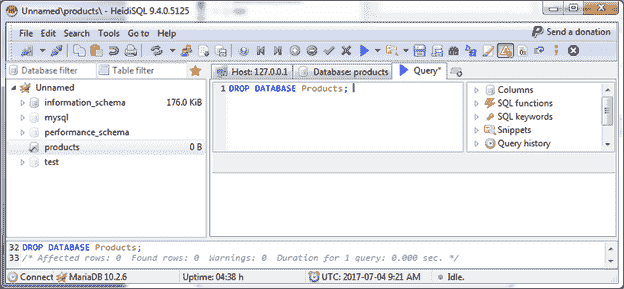 Unnamed\products\ - HeidiSQL 9.4.0.5125
File Edit Search Tools Go to Help
Send a donation
Database filter Table filter
Host: 127.0.0.1 Database: products Query*
Unnamed
information_schema 176.0 KiB
mysql
performance_schema
products 0 B
test
1 DROP DATABASE Products;
Columns
SQL functions
SQL keywords
Snippets
Query history
32 DROP DATABASE Products;
33 /* Affected rows: 0 Found rows: 0 Warnings: 0 Duration for 1 query: 0.000 sec. */
Connect MariaDB 10.2.6 Uptime: 04:38 h UTC: 2017-07-04 9:21 AM Idle.